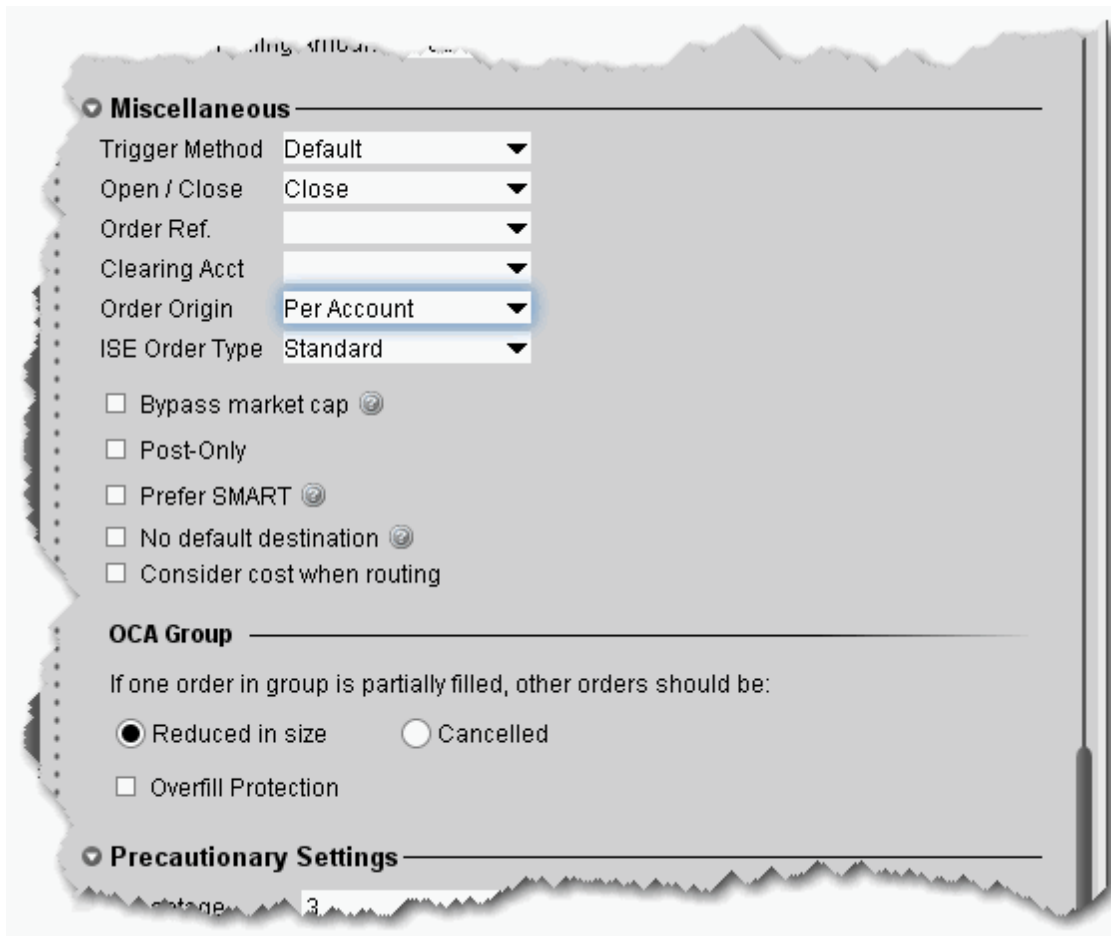 Miscellaneous
Trigger Method Default
Open / Close Close
Order Ref.
Clearing Acct
Order Origin Per Account
ISE Order Type Standard
Bypass market cap
Post-Only
Prefer SMART
No default destination
Consider cost when routing
OCA Group
If one order in group is partially filled, other orders should be:
Reduced in size Cancelled
Overfill Protection
Precautionary Settings
3